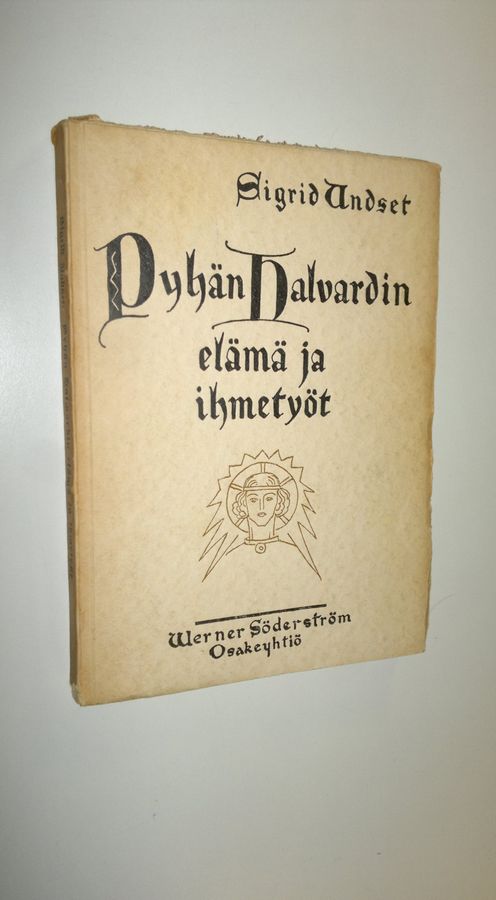 Sigrid Undset
Pyhän Halvardin
elämä ja
ihmetyöt
Werner Söderström
Osakeyhtiö